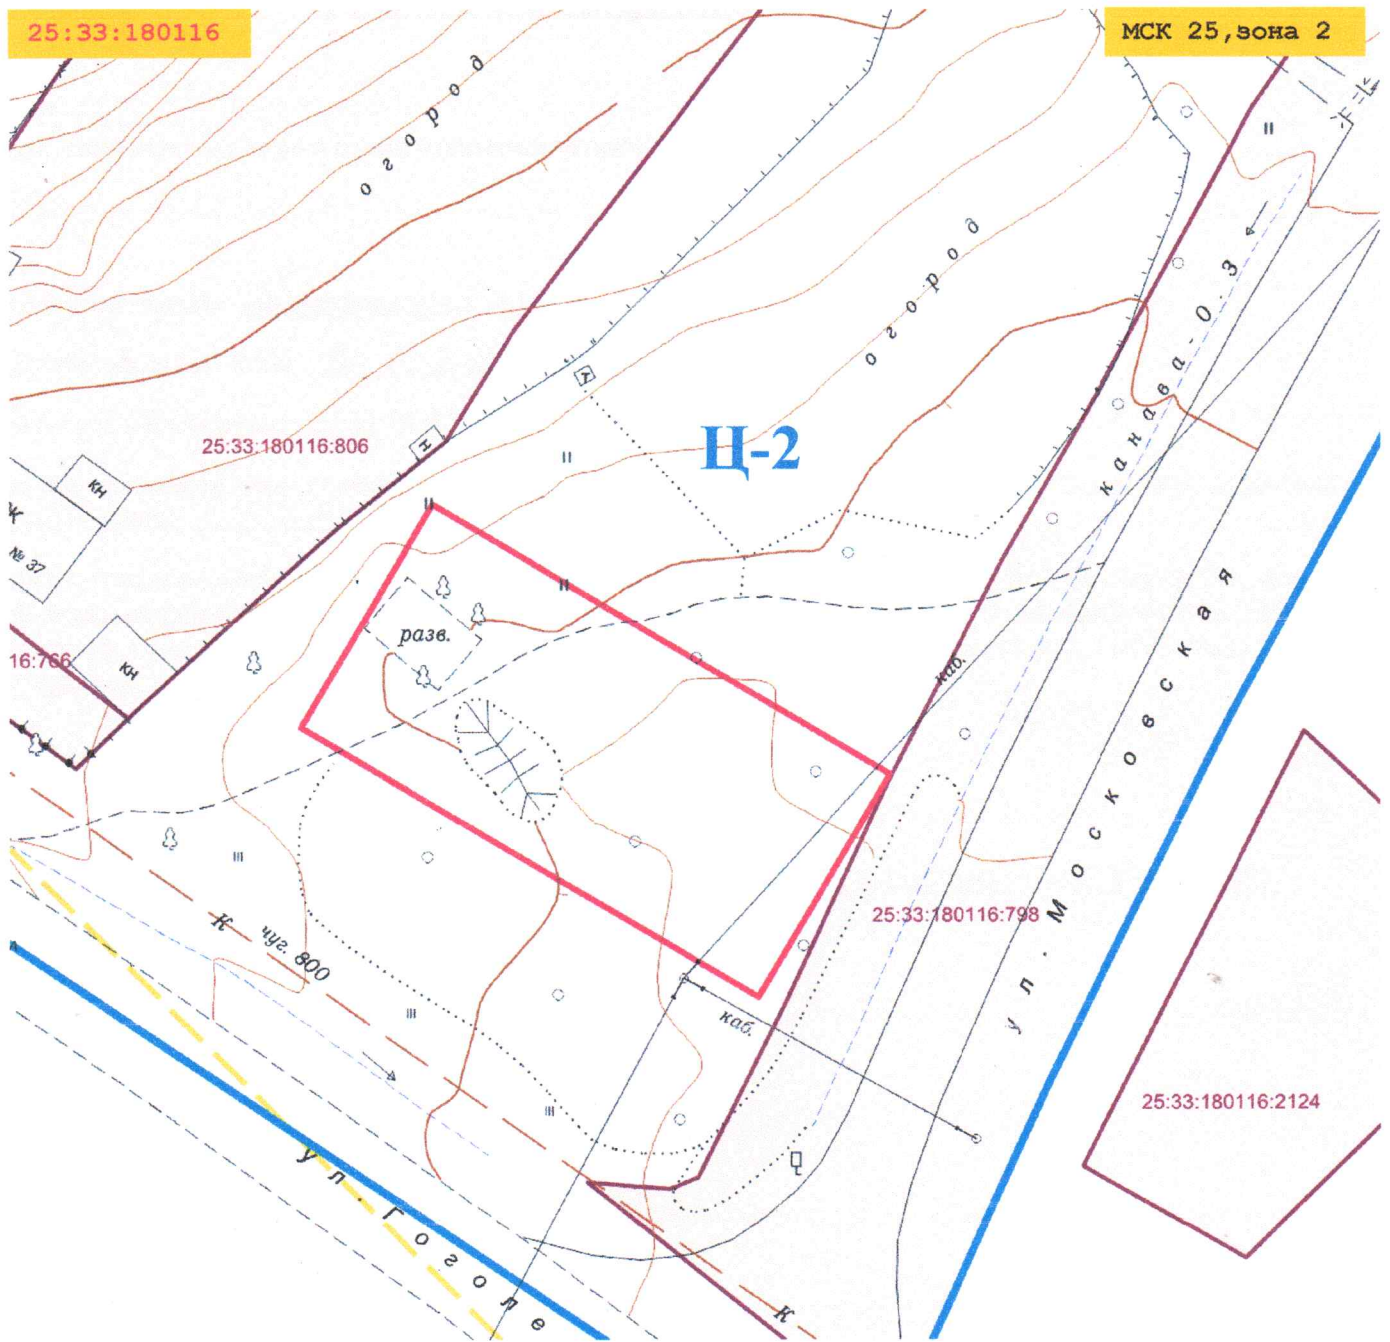 25:33:180116
МСК 25,зона 2
огород
огород
канава-0.3
Ц-2
25:33:180116:806
Н
У
КН
Ж
№ 37
КН
16:766
разв.
каб.
25:33:180116:798
К
чуг. 800
каб.
ул. Московская
25:33:180116:2124
ул. Гоголе
К